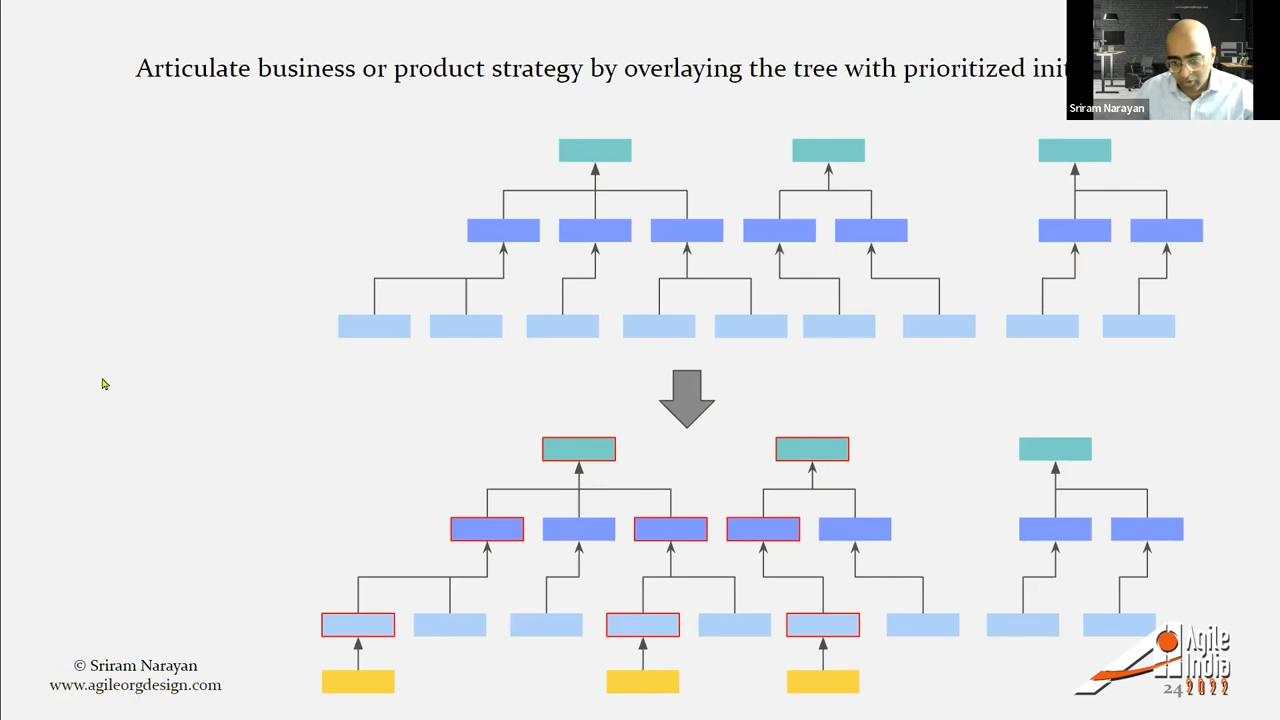 Articulate business or product strategy by overlaying the tree with prioritized
Sriram Narayan
© Sriram Narayan
www.agileorgdesign.com
Agile
India
24 2022